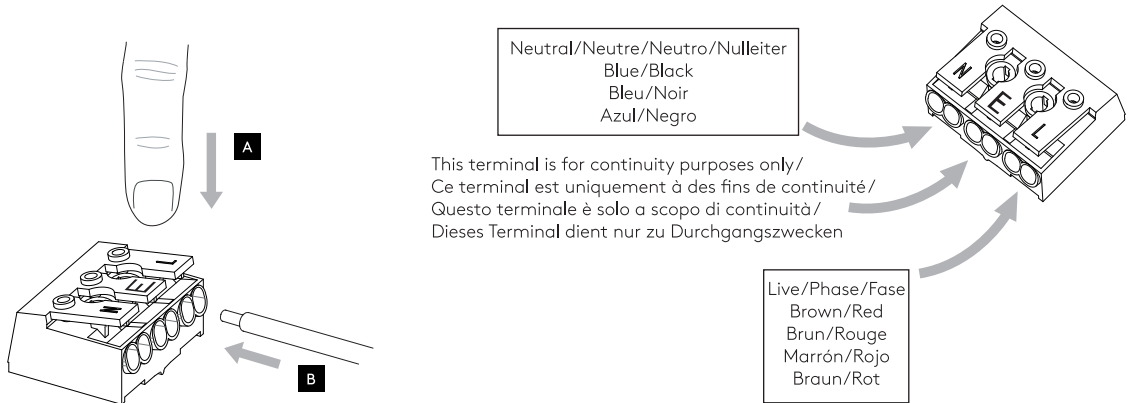 A
L
E
N
B
Neutral/Neutre/Neutro/Nulleiter
Blue/Black
Bleu/Noir
Azul/Negro
This terminal is for continuity purposes only/
Ce terminal est uniquement à des fins de continuité/
Questo terminale è solo a scopo di continuità/
Dieses Terminal dient nur zu Durchgangszwecken
N
E
L
Live/Phase/Fase
Brown/Red
Brun/Rouge
Marrón/Rojo
Braun/Rot